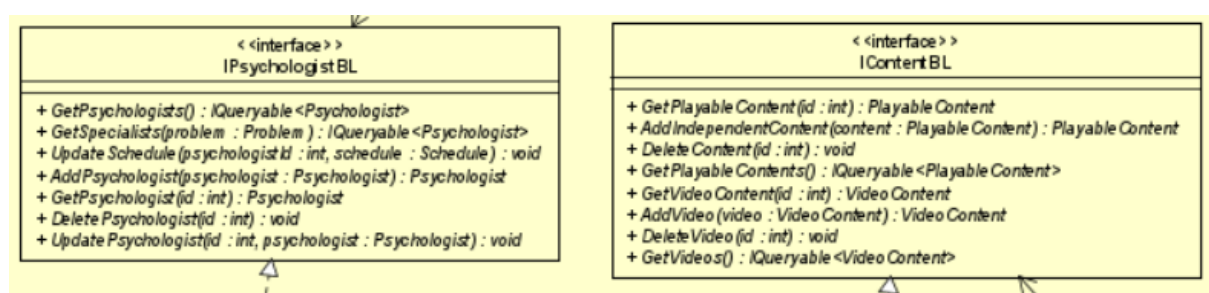 <<interface>>
IPsychologistBL
+ GetPsychologists() : IQueryable<Psychologist>
+ GetSpecialists(problem : Problem) : IQueryable<Psychologist>
+ UpdateSchedule(psychologistId : int, schedule : Schedule) : void
+ AddPsychologist(psychologist : Psychologist) : Psychologist
+ GetPsychologist(id : int) : Psychologist
+ DeletePsychologist(id : int) : void
+ UpdatePsychologist(id : int, psychologist : Psychologist) : void
<<interface>>
IContentBL
+ GetPlayableContent(id : int) : PlayableContent
+ AddIndependentContent(content : PlayableContent) : PlayableContent
+ DeleteContent(id : int) : void
+ GetPlayableContents() : IQueryable<PlayableContent>
+ GetVideoContent(id : int) : VideoContent
+ AddVideo(video : VideoContent) : VideoContent
+ DeleteVideo(id : int) : void
+ GetVideos() : IQueryable<VideoContent>